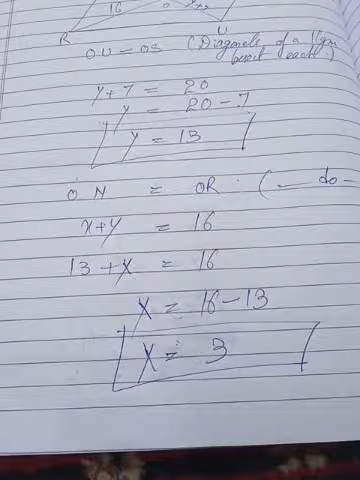 16
R
U
OU = OS (Diagonals of a ||gm
bisect each.)
y + 7 = 20
y = 20 - 7
y = 13
ON = OR. (— do —
x + y = 16
13 + x = 16
x = 16 - 13
x = 3